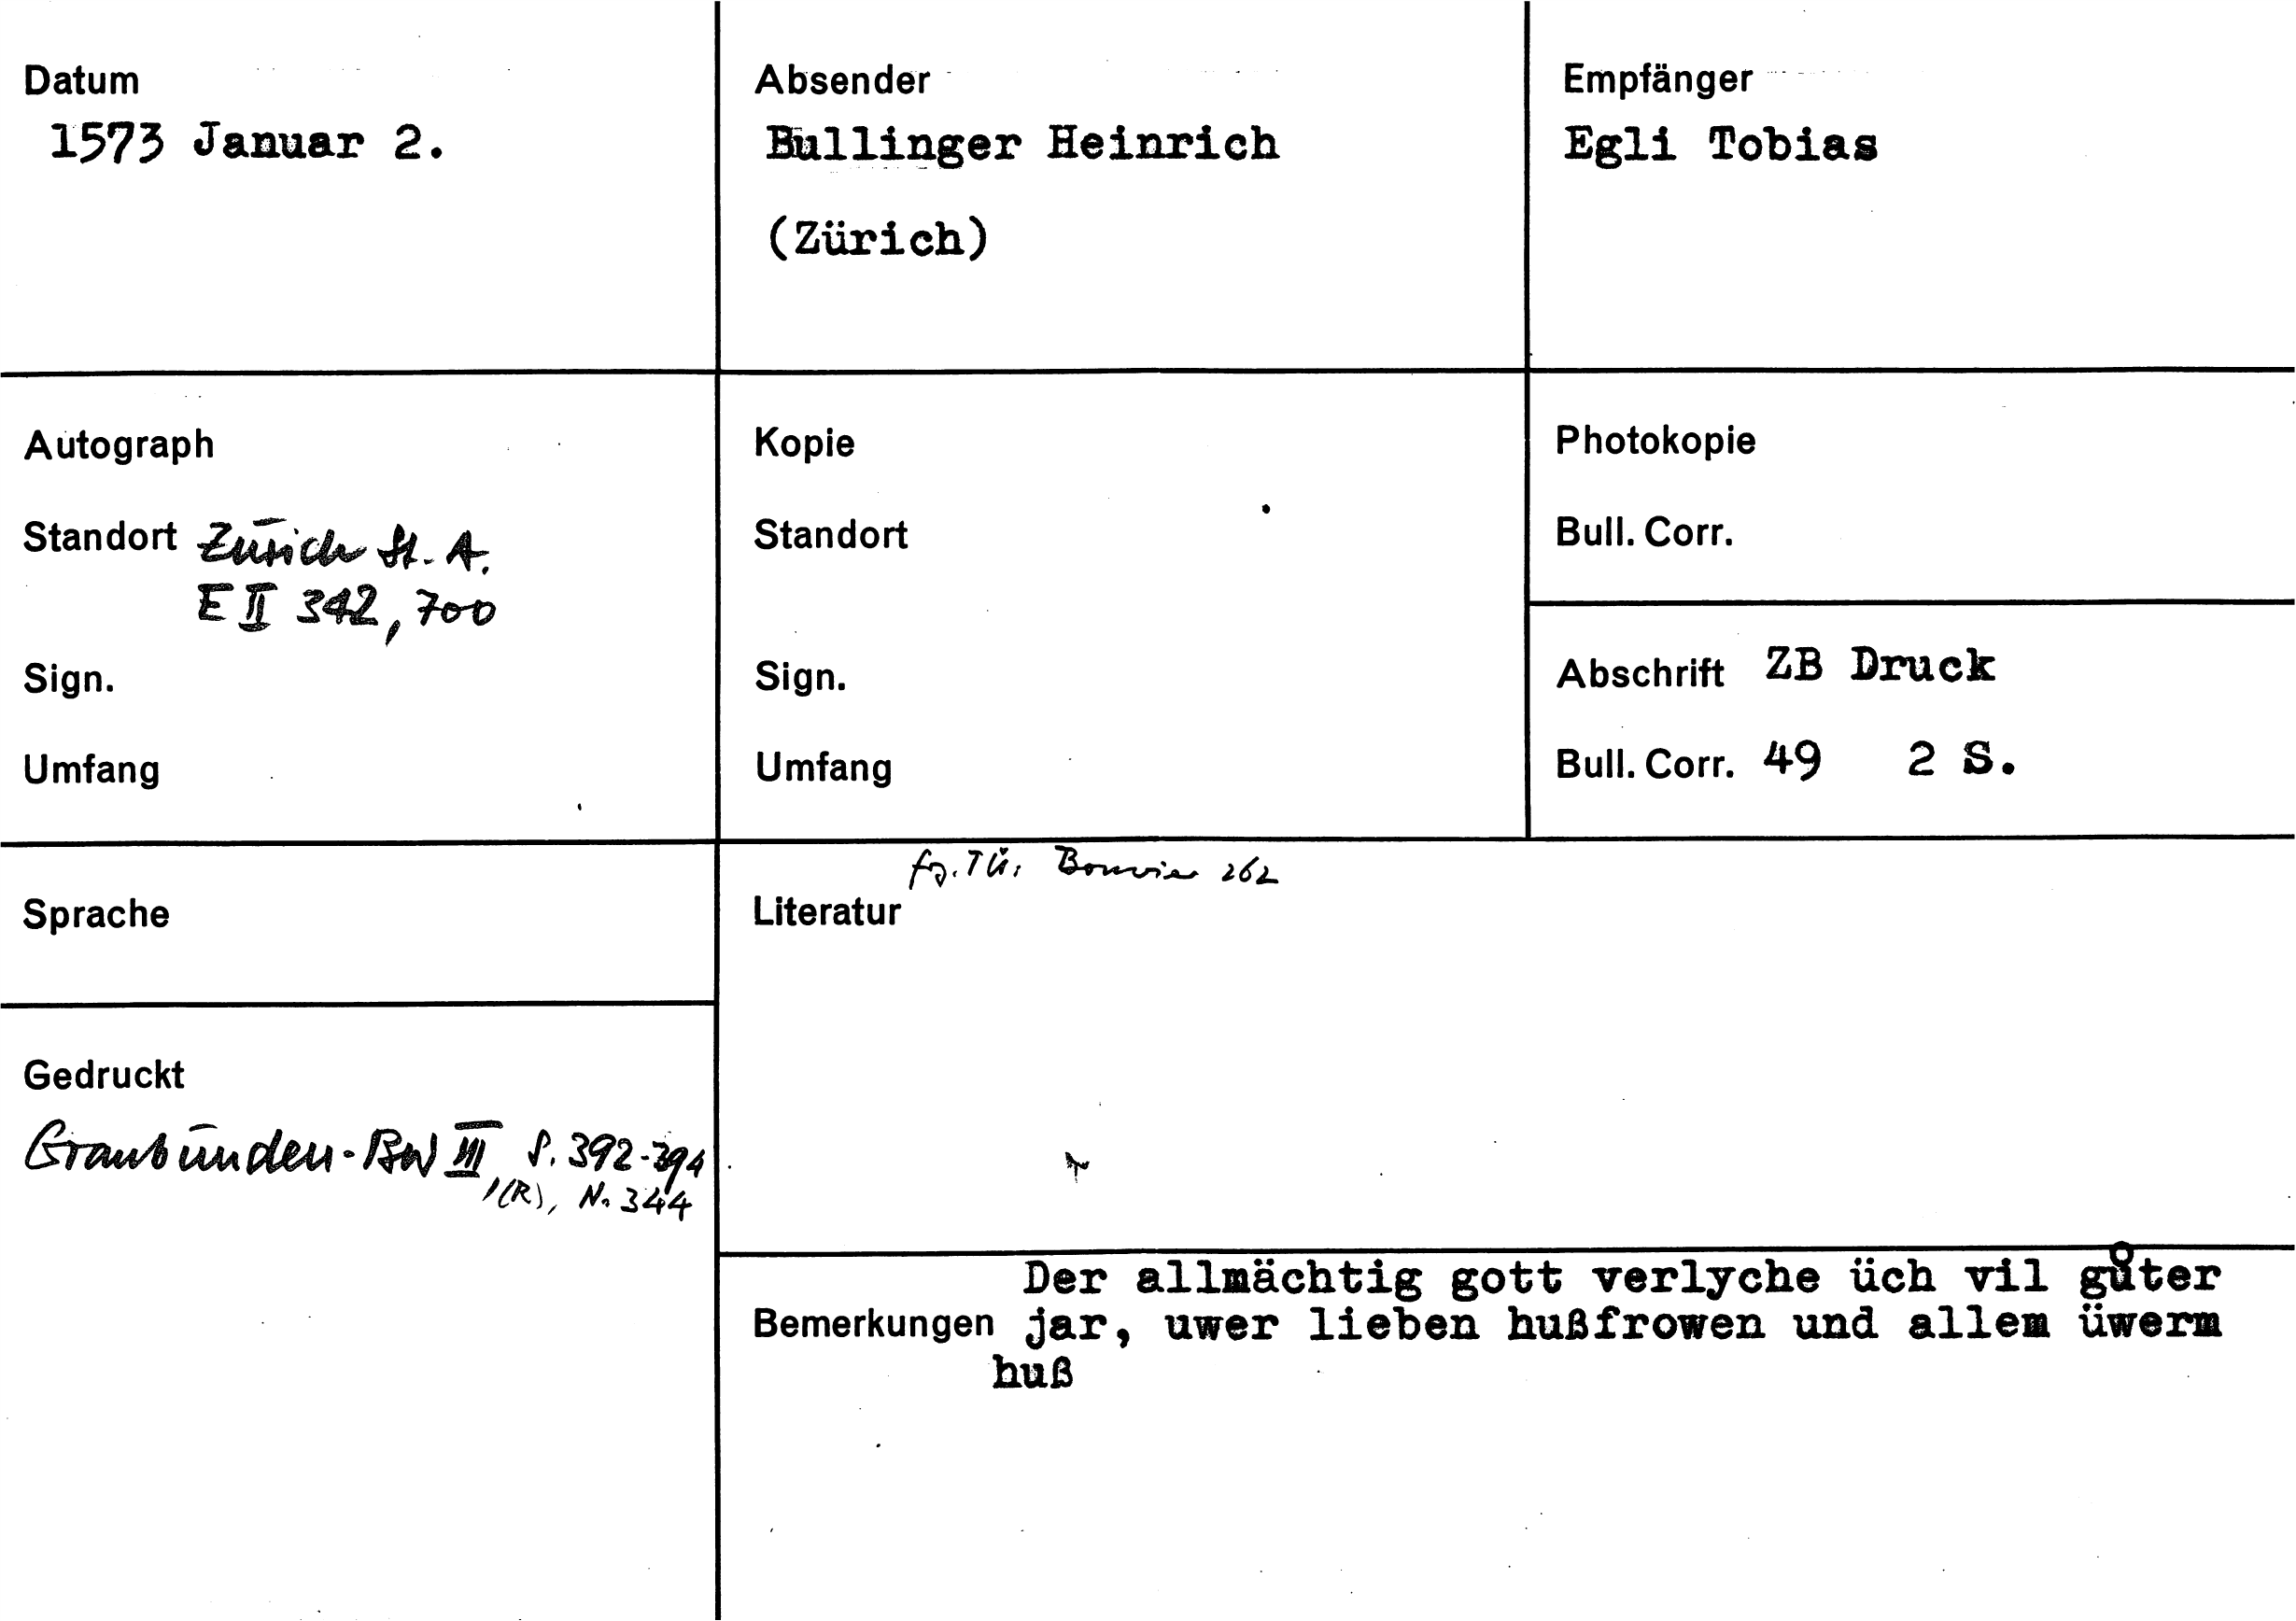 Datum
1573 Januar 2.
Absender
Bullinger Heinrich
(Zürich)
Empfänger
Egli Tobias
Autograph
Standort Zürich St. A.
E II 342, 700
Sign.
Umfang
Kopie
Standort
Sign.
Umfang
Photokopie
Bull. Corr.
Abschrift ZB Druck
Bull. Corr. 49 2 S.
Sprache
Gedruckt
Graubünden-BW III S. 392-394
, (R), N. 344
fz. TÜ: Bouvier 262
Literatur
Der allmächtig gott verlyche üch vil gůter
Bemerkungen jar, uwer lieben hußfrowen und allem üwerm
huß